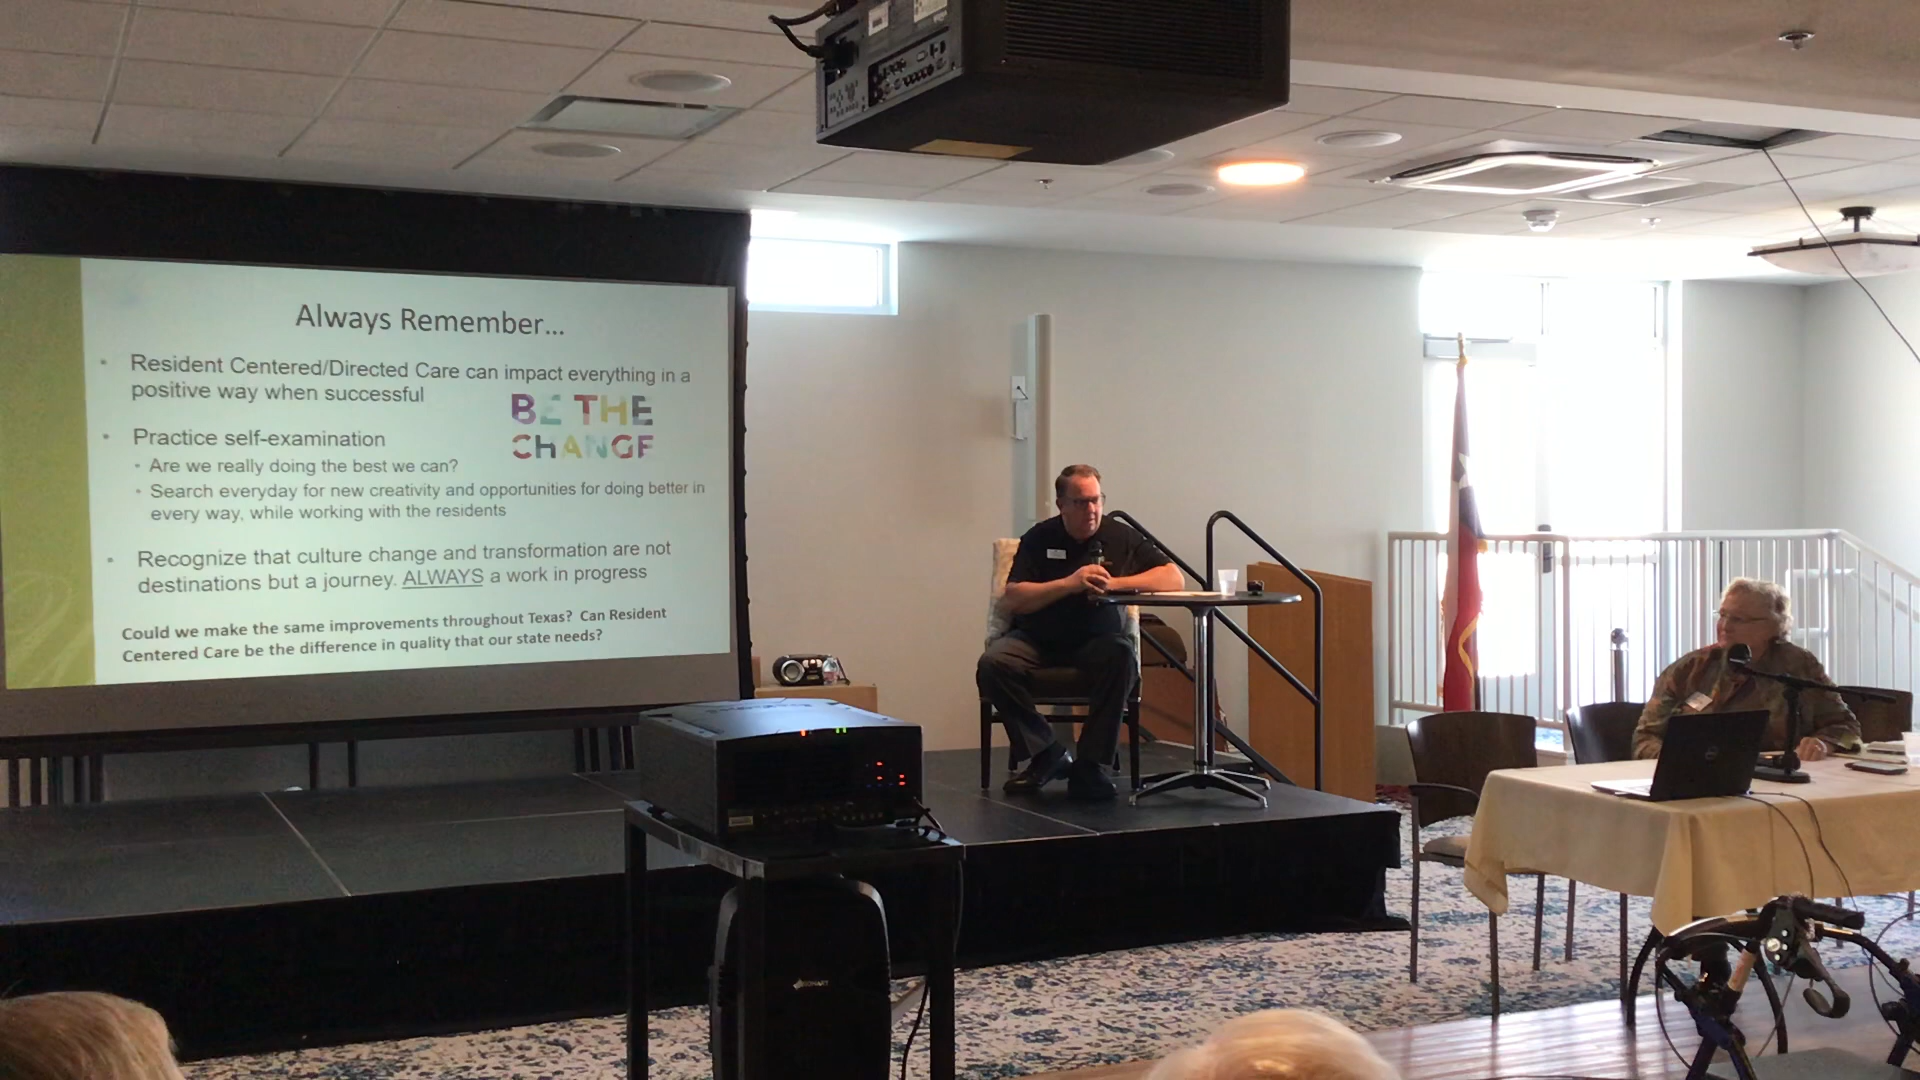 Always Remember...
• Resident Centered/Directed Care can impact everything in a
positive way when successful
BE THE
CHANGE
• Practice self-examination
• Are we really doing the best we can?
• Search everyday for new creativity and opportunities for doing better in
every way, while working with the residents
• Recognize that culture change and transformation are not
destinations but a journey. ALWAYS a work in progress
Could we make the same improvements throughout Texas? Can Resident
Centered Care be the difference in quality that our state needs?